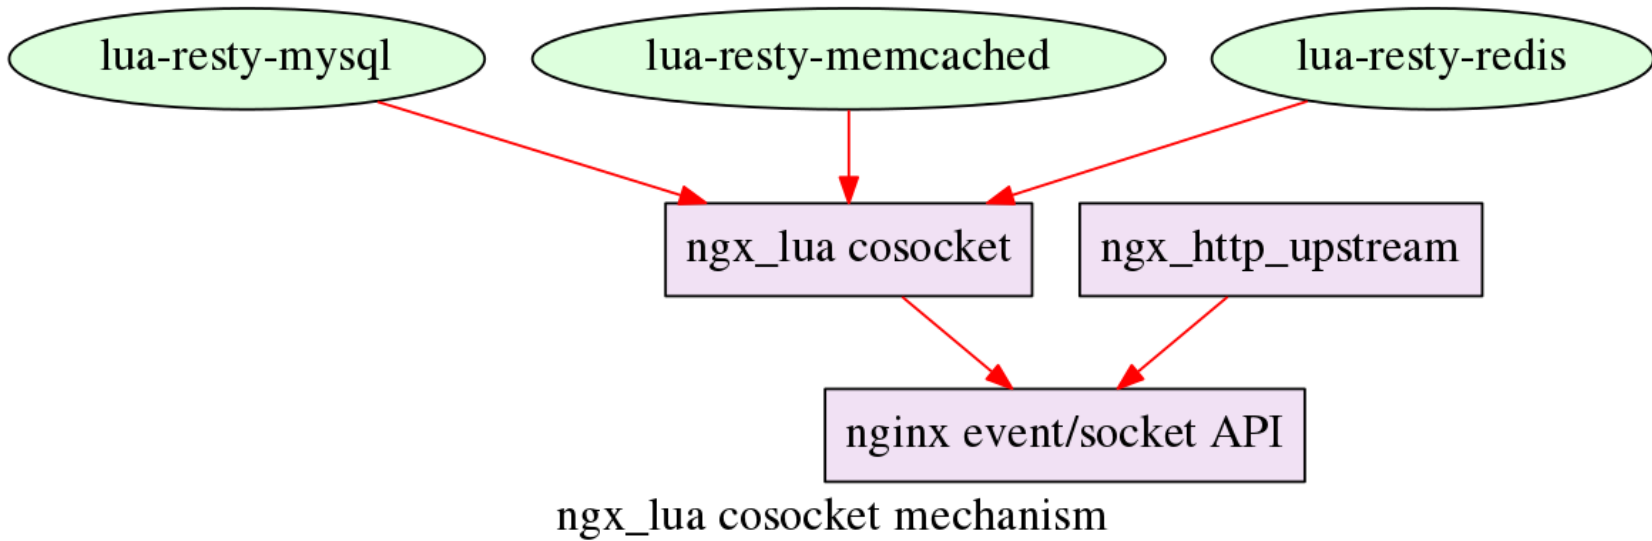 lua-resty-mysql
lua-resty-memcached
lua-resty-redis
ngx_lua cosocket
ngx_http_upstream
nginx event/socket API
ngx_lua cosocket mechanism